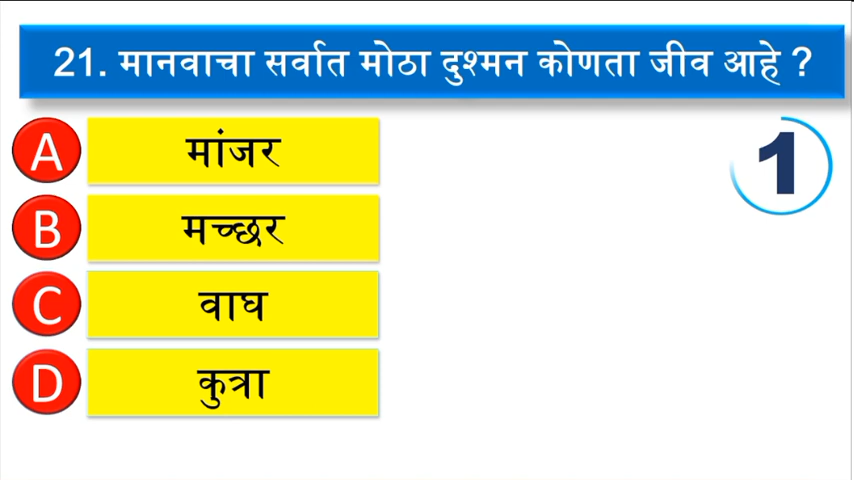 21. मानवाचा सर्वात मोठा दुश्मन कोणता जीव आहे ?
A मांजर
1
B मच्छर
C वाघ
D कुत्रा